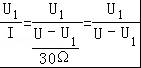 U₁/I = U₁/((U－U₁)/30Ω) = U₁/(U－U₁)